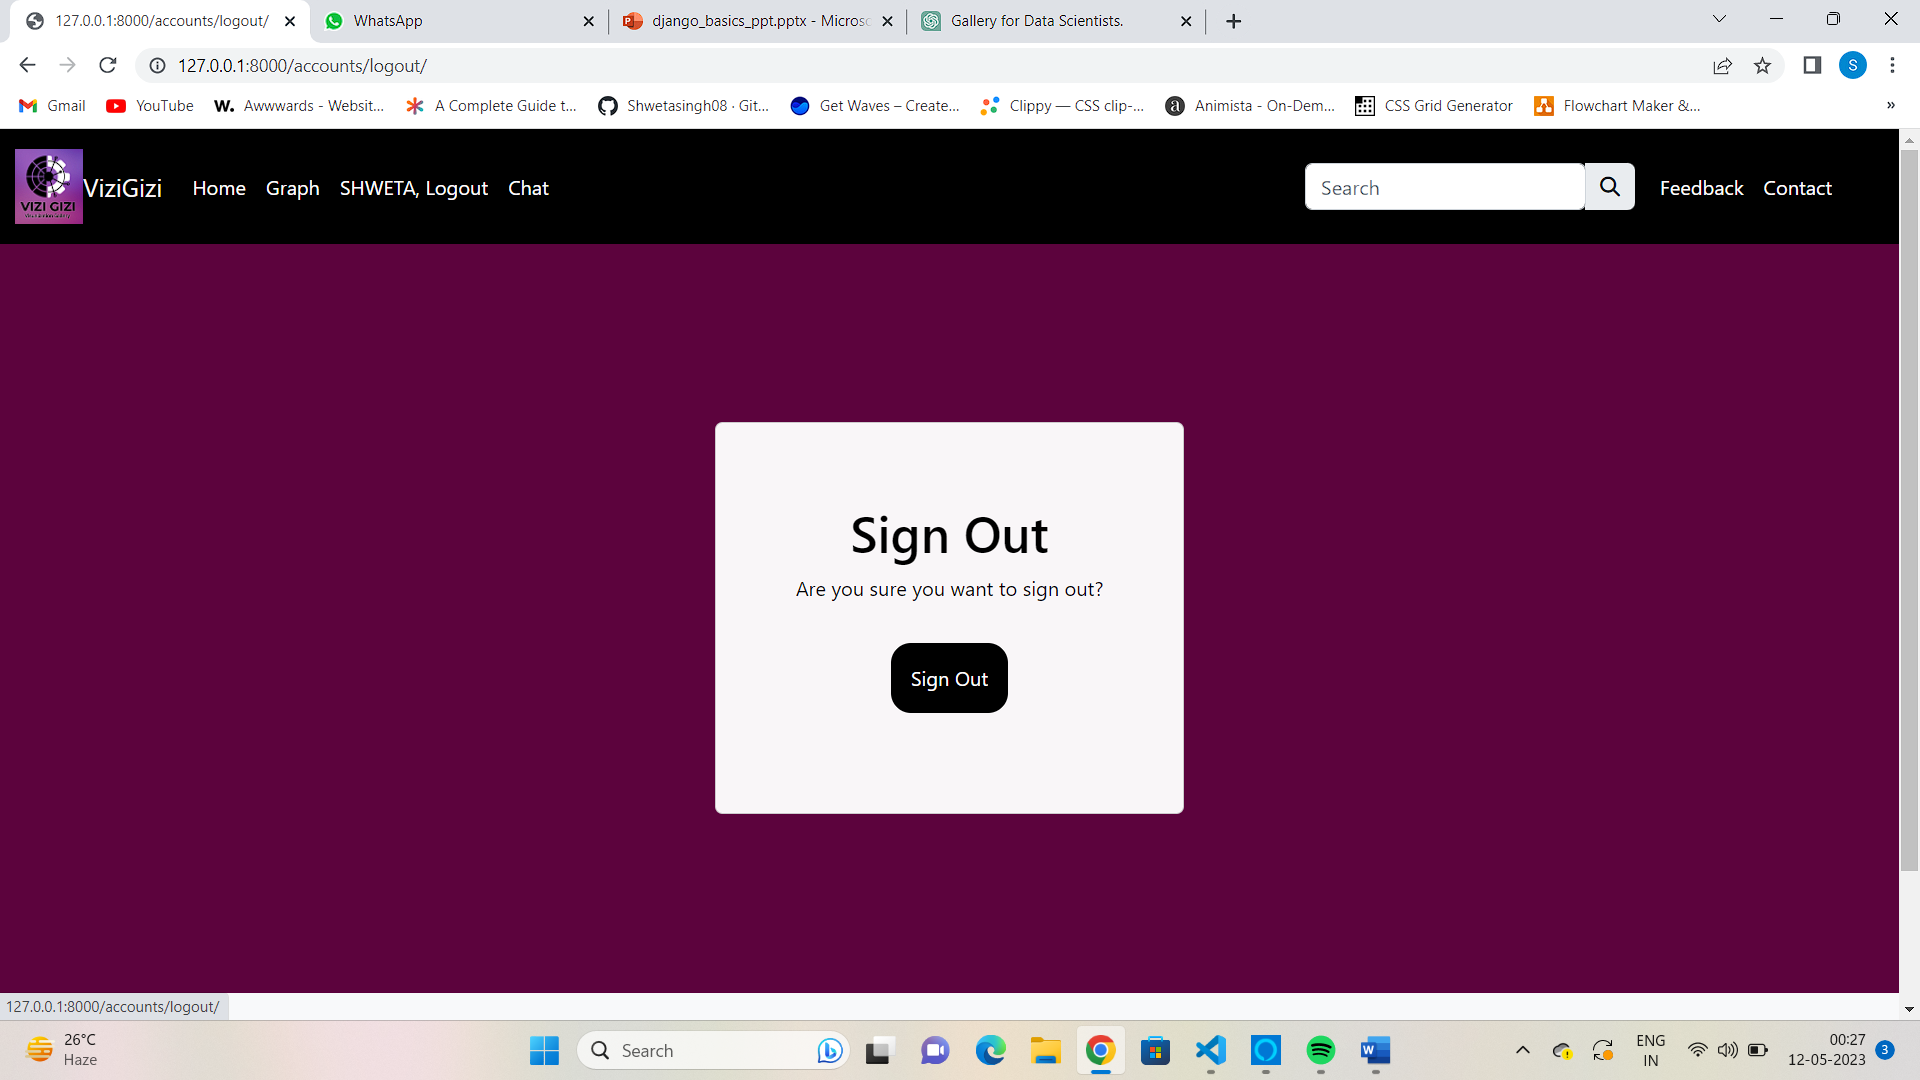 127.0.0.1:8000/accounts/logout/
WhatsApp
django_basics_ppt.pptx - Microso
Gallery for Data Scientists.
127.0.0.1:8000/accounts/logout/
S
Gmail
YouTube
W. Awwwards - Websit...
A Complete Guide t...
Shwetasingh08 · Git...
Get Waves – Create...
Clippy — CSS clip-...
a Animista - On-Dem...
CSS Grid Generator
Flowchart Maker &...
»
VIZI GIZI
ViziGizi
Home
Graph
SHWETA, Logout
Chat
Search
Feedback
Contact
Sign Out
Are you sure you want to sign out?
Sign Out
127.0.0.1:8000/accounts/logout/
26°C
Haze
Search
W
ENG
IN
00:27
12-05-2023
3